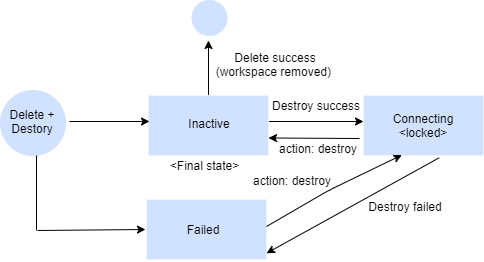 Delete success
(workspace removed)
Delete +
Destory
Inactive
Destroy success
Connecting
<locked>
action: destroy
<Final state>
action: destroy
Destroy failed
Failed